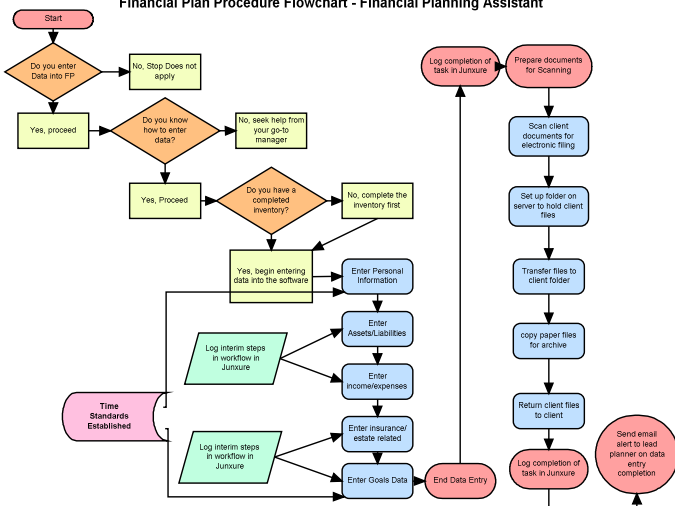 Financial Plan Procedure Flowchart - Financial Planning Assistant
Start
Do you enter
Data into FP
No, Stop Does not
apply
Yes, proceed
Do you know
how to enter
data?
No, seek help from
your go-to
manager
Yes, Proceed
Do you have a
completed
inventory?
No, complete the
inventory first
Yes, begin entering
data into the software
Enter Personal
Information
Enter
Assets/Liabilities
Log interim steps
in workflow in
Junxure
Enter
income/expenses
Time
Standards
Established
Enter insurance/
estate related
Log interim steps
in workflow in
Junxure
Enter Goals Data
End Data Entry
Log completion of
task in Junxure
Prepare documents
for Scanning
Scan client
documents for
electronic filing
Set up folder on
server to hold client
files
Transfer files to
client folder
copy paper files
for archive
Return client files
to client
Log completion of
task in Junxure
Send email
alert to lead
planner on data
entry
completion